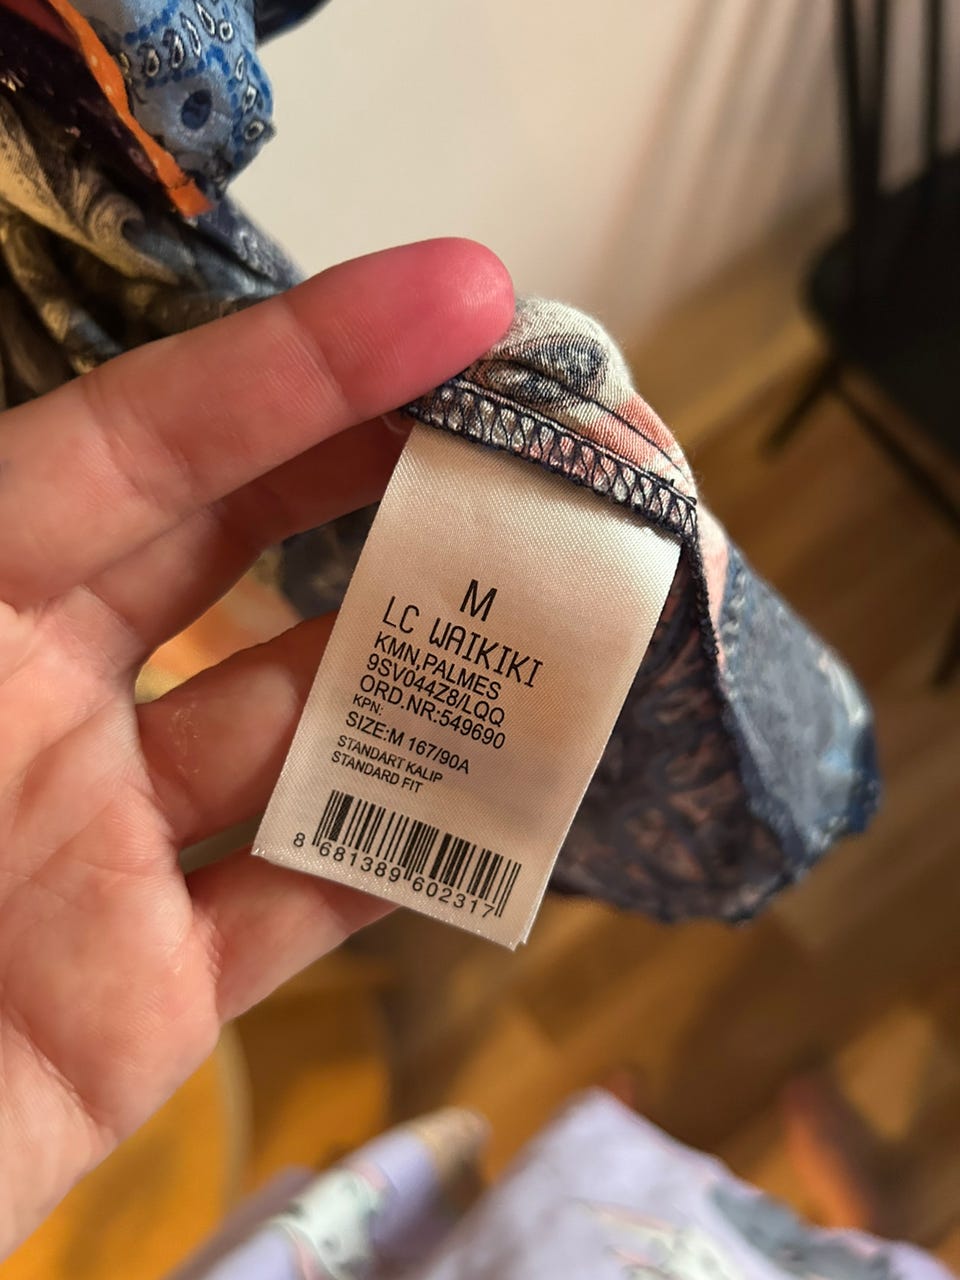 M
LC WAIKIKI
KMN,PALMES
9SV044Z8/LQQ
ORD.NR:549690
KPN:
SIZE:M 167/90A
STANDART KALIP
STANDARD FIT
8 681389 602317